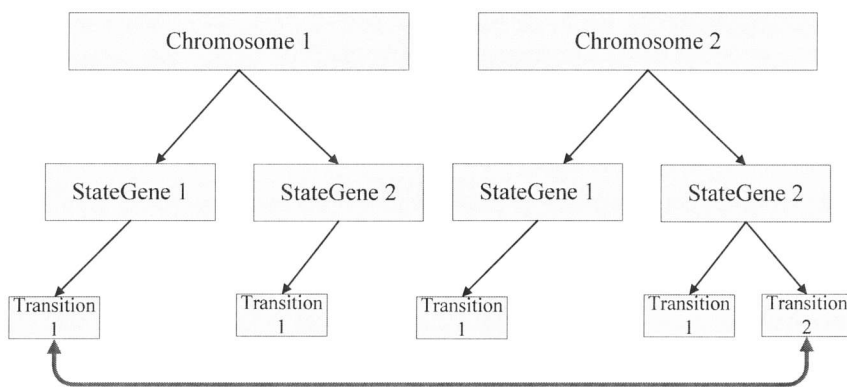 Chromosome 1
Chromosome 2
StateGene 1
StateGene 2
StateGene 1
StateGene 2
Transition
1
Transition
1
Transition
1
Transition
1
Transition
2